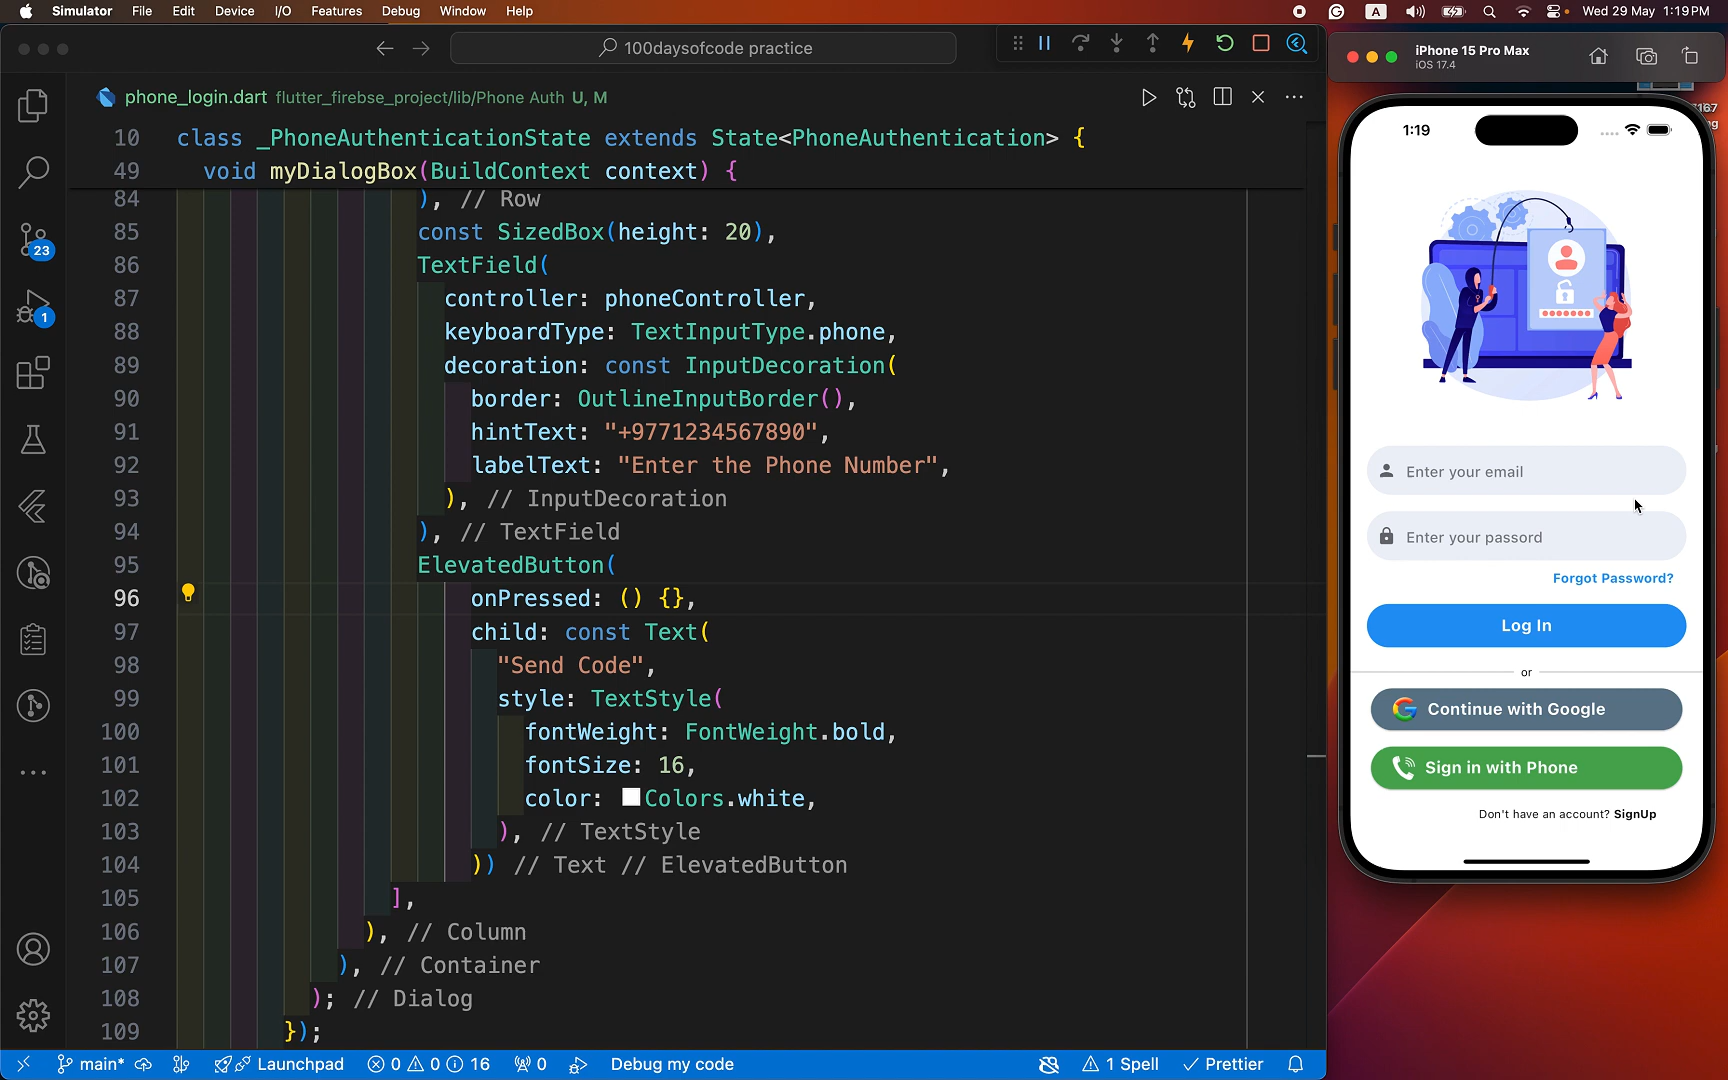 Simulator File Edit Device I/O Features Debug Window Help
A Wed 29 May 1:19 PM
100daysofcode practice
iPhone 15 Pro Max
iOS 17.4
phone_login.dart flutter_firebse_project/lib/Phone Auth U, M
10 class _PhoneAuthenticationState extends State<PhoneAuthentication> {
49 void myDialogBox(BuildContext context) {
84 ), // Row
85 const SizedBox(height: 20),
86 TextField(
87 controller: phoneController,
88 keyboardType: TextInputType.phone,
89 decoration: const InputDecoration(
90 border: OutlineInputBorder(),
91 hintText: "+9771234567890",
92 labelText: "Enter the Phone Number",
93 ), // InputDecoration
94 ), // TextField
95 ElevatedButton(
96 onPressed: () {},
97 child: const Text(
98 "Send Code",
99 style: TextStyle(
100 fontWeight: FontWeight.bold,
101 fontSize: 16,
102 color: Colors.white,
103 ), // TextStyle
104 )) // Text // ElevatedButton
105 ],
106 ), // Column
107 ), // Container
108 ); // Dialog
109 });
23
1
main* Launchpad 0 0 16 0 Debug my code 1 Spell Prettier
1:19
Enter your email
Enter your passord
Forgot Password?
Log In
or
Continue with Google
Sign in with Phone
Don't have an account? SignUp